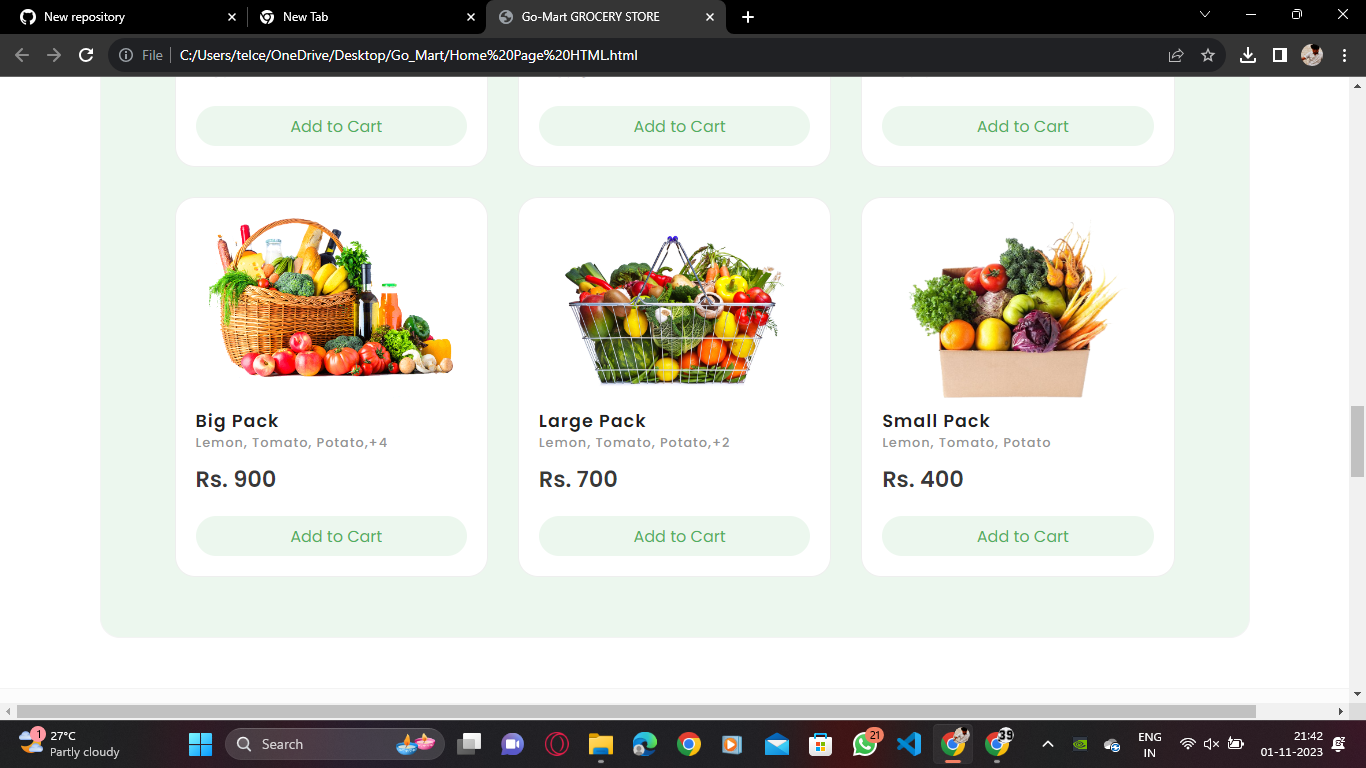 New repository
New Tab
Go-Mart GROCERY STORE
File
C:/Users/telce/OneDrive/Desktop/Go_Mart/Home%20Page%20HTML.html
Add to Cart
Add to Cart
Add to Cart
Big Pack
Lemon, Tomato, Potato,+4
Rs. 900
Add to Cart
Large Pack
Lemon, Tomato, Potato,+2
Rs. 700
Add to Cart
Small Pack
Lemon, Tomato, Potato
Rs. 400
Add to Cart
1
27°C
Partly cloudy
Search
21
39
ENG
IN
21:42
01-11-2023